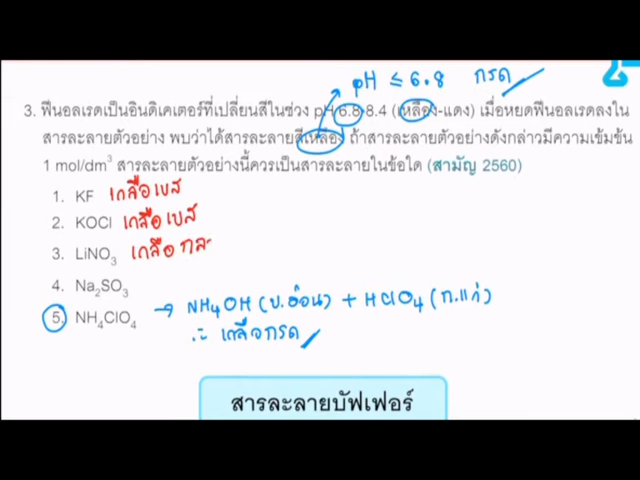 pH ≤ 6.8 กรด
3. ฟีนอลเรดเป็นอินดิเคเตอร์ที่เปลี่ยนสีในช่วง pH 6.8-8.4 (เหลือง-แดง) เมื่อหยดฟีนอลเรดลงใน
สารละลายตัวอย่าง พบว่าได้สารละลายสีเหลือง ถ้าสารละลายตัวอย่างดังกล่าวมีความเข้มข้น
1 mol/dm³ สารละลายตัวอย่างนี้ควรเป็นสารละลายในข้อใด (สามัญ 2560)
1. KF เกลือเบส
2. KOCl เกลือเบส
3. LiNO₃ เกลือกล
4. Na₂SO₃
5. NH₄ClO₄ → NH₄OH (บ.อ่อน) + HClO₄ (ก.แก่)
∴ เกลือกรด
สารละลายบัฟเฟอร์